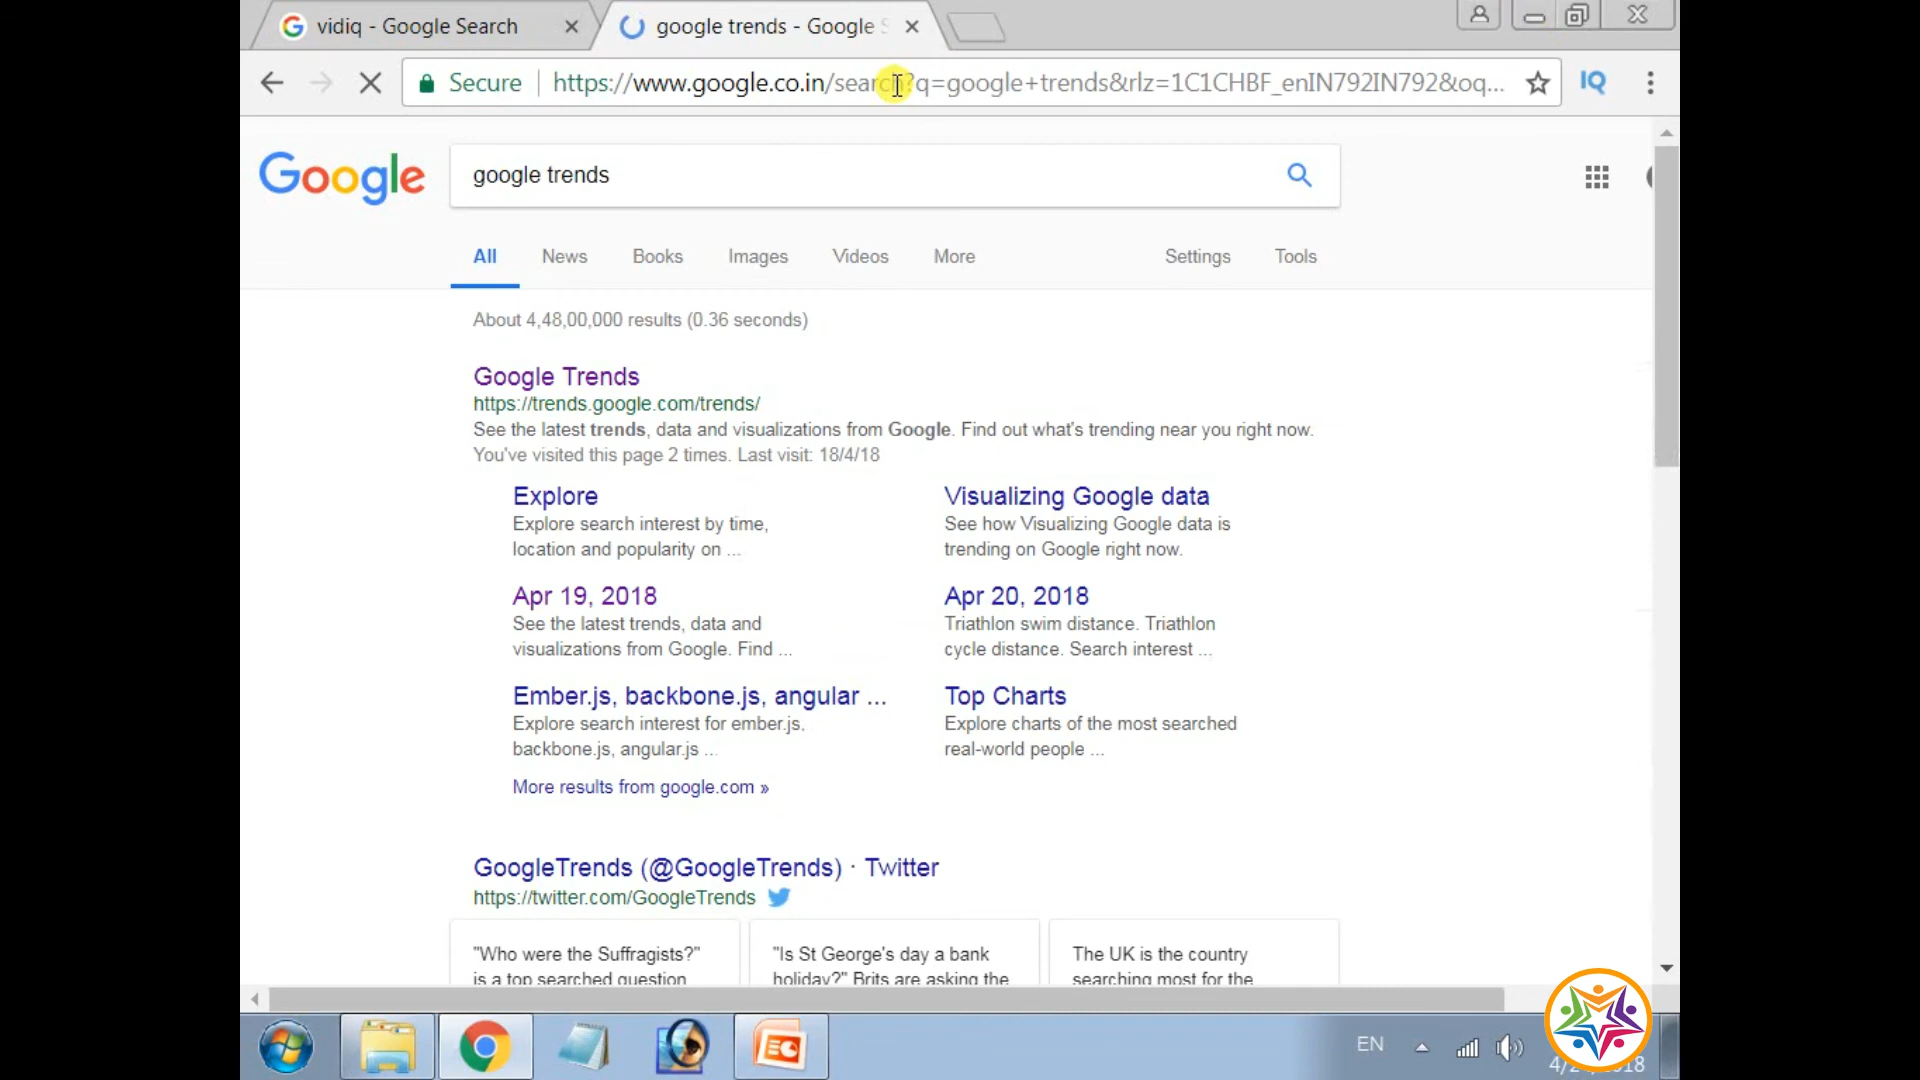 vidiq - Google Search
google trends - Google S
Secure
https://www.google.co.in/search?q=google+trends&rlz=1C1CHBF_enIN792IN792&oq...
IQ
Google
google trends
All
News
Books
Images
Videos
More
Settings
Tools
About 4,48,00,000 results (0.36 seconds)
Google Trends
https://trends.google.com/trends/
See the latest trends, data and visualizations from Google. Find out what's trending near you right now.
You've visited this page 2 times. Last visit: 18/4/18
Explore
Explore search interest by time,
location and popularity on ...
Visualizing Google data
See how Visualizing Google data is
trending on Google right now.
Apr 19, 2018
See the latest trends, data and
visualizations from Google. Find ...
Apr 20, 2018
Triathlon swim distance. Triathlon
cycle distance. Search interest ...
Ember.js, backbone.js, angular ...
Explore search interest for ember.js,
backbone.js, angular.js ...
Top Charts
Explore charts of the most searched
real-world people ...
More results from google.com »
GoogleTrends (@GoogleTrends) · Twitter
https://twitter.com/GoogleTrends
"Who were the Suffragists?"
is a top searched question
"Is St George's day a bank
holiday?" Brits are asking the
The UK is the country
searching most for the
EN